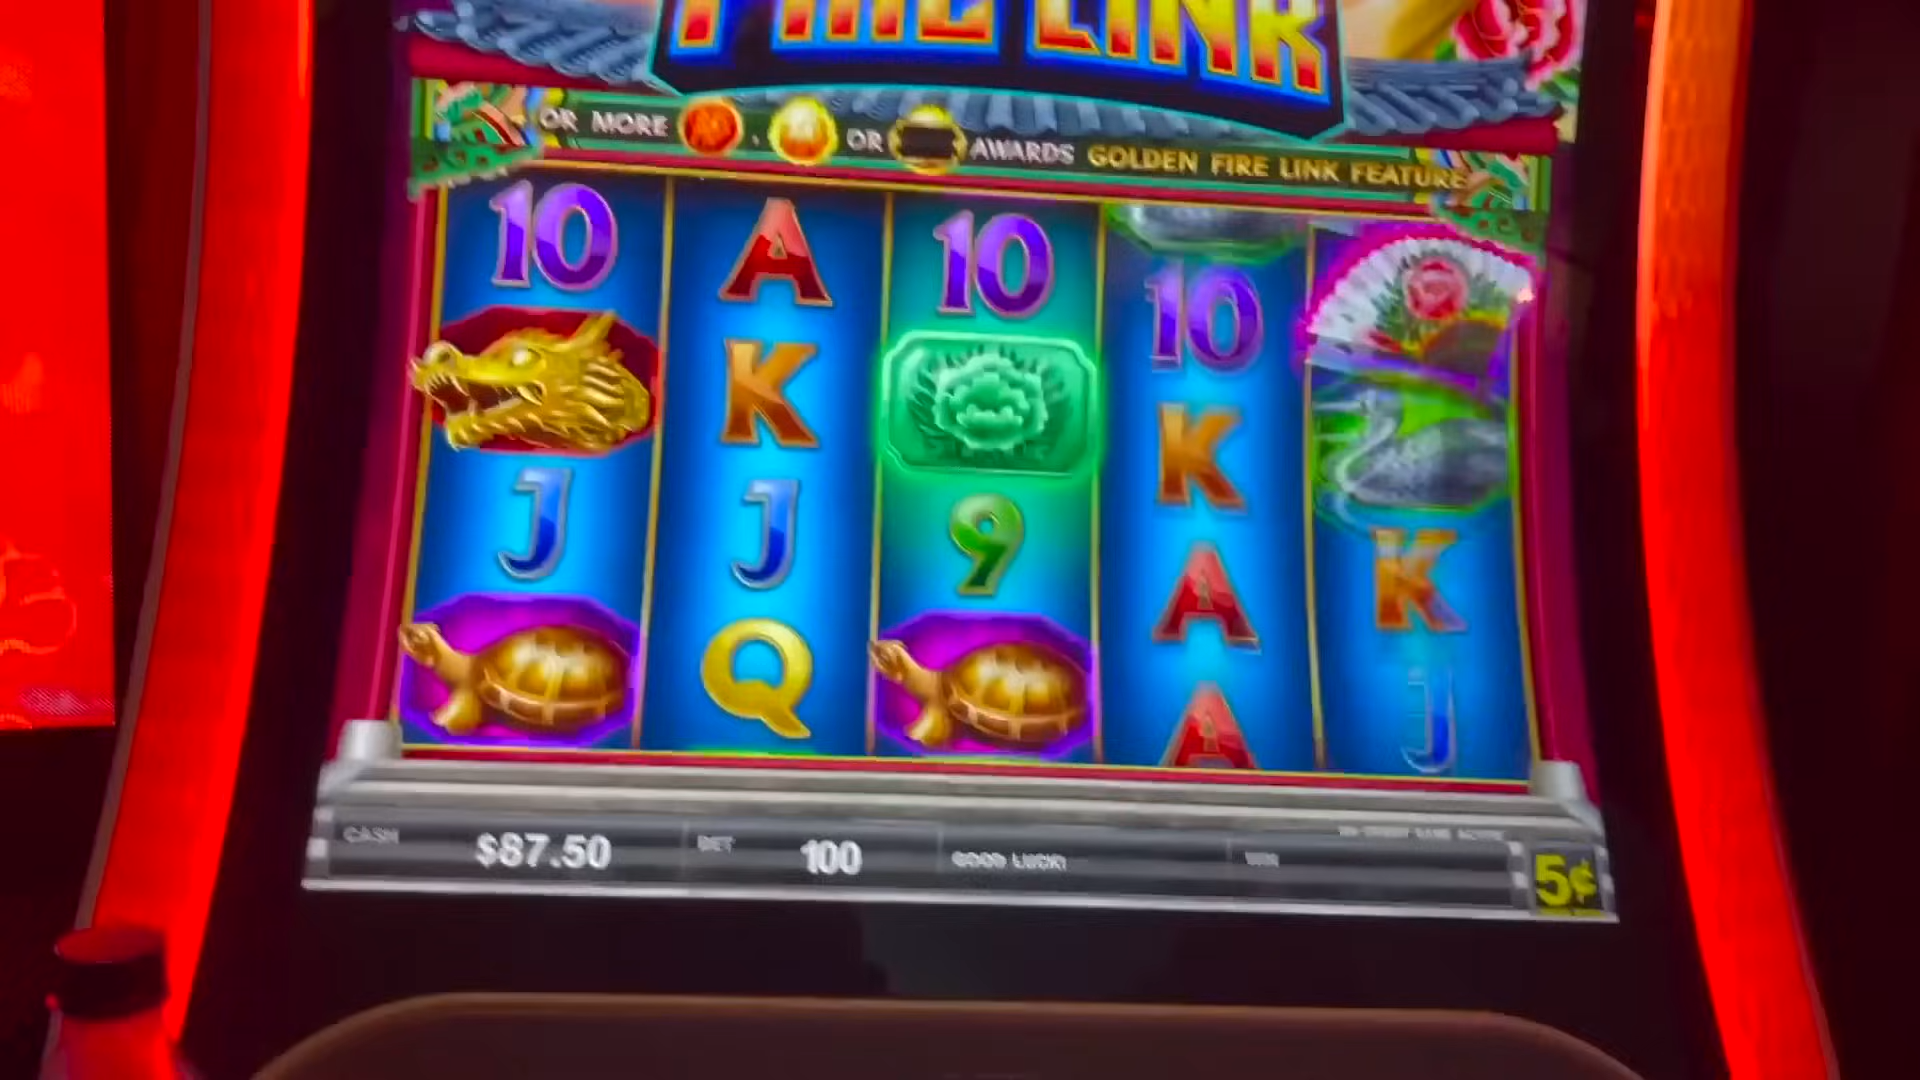 FIRE LINK
OR MORE , OR AWARDS GOLDEN FIRE LINK FEATURE
10 A 10 10
K K
J J 9 A K
Q A J
CASH $87.50 BET 100 GOOD LUCK! WIN 5¢